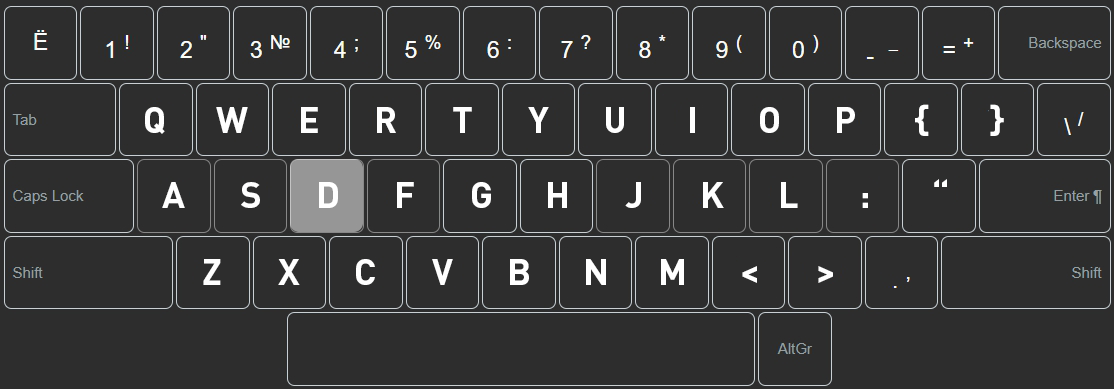 Ё 1 ! 2 " 3 № 4 ; 5 % 6 : 7 ? 8 * 9 ( 0 ) - _ = + Backspace
Tab Q W E R T Y U I O P { } \ /
Caps Lock A S D F G H J K L : “ Enter ¶
Shift Z X C V B N M < > . , Shift
AltGr